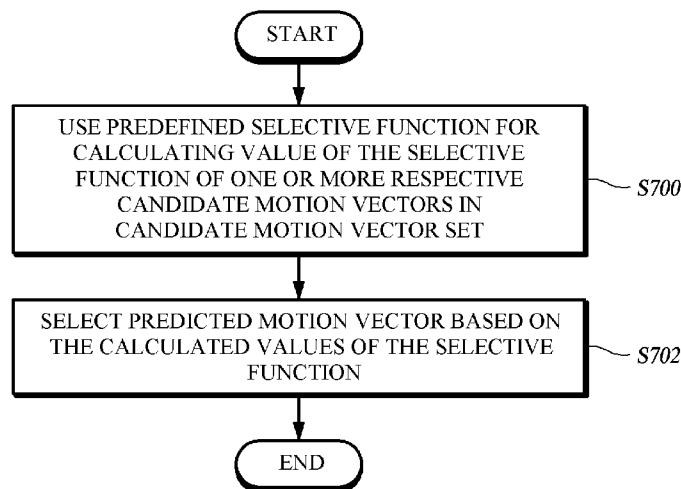 START
USE PREDEFINED SELECTIVE FUNCTION FOR
CALCULATING VALUE OF THE SELECTIVE
FUNCTION OF ONE OR MORE RESPECTIVE
CANDIDATE MOTION VECTORS IN
CANDIDATE MOTION VECTOR SET
S700
SELECT PREDICTED MOTION VECTOR BASED ON
THE CALCULATED VALUES OF THE SELECTIVE
FUNCTION
S702
END